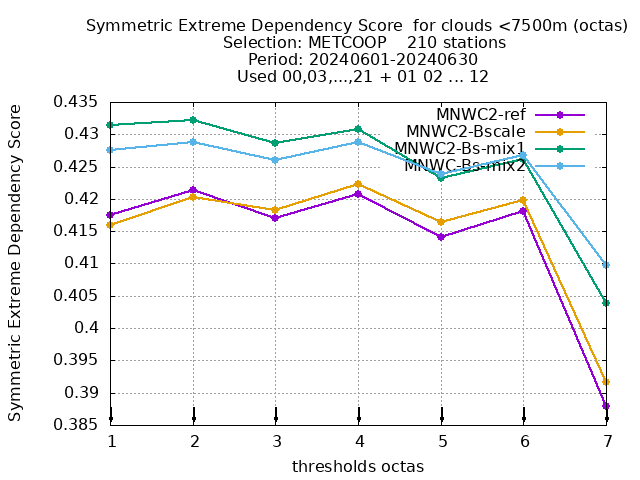 Symmetric Extreme Dependency Score  for clouds <7500m (octas)
Selection: METCOOP    210 stations
Period: 20240601-20240630
Used 00,03,...,21 + 01 02 ... 12
Symmetric Extreme Dependency Score
0.435
0.43
0.425
0.42
0.415
0.41
0.405
0.4
0.395
0.39
0.385
MNWC2-ref
MNWC2-Bscale
MNWC2-Bs-mix1
MNWC-Bs-mix2
1 2 3 4 5 6 7
thresholds octas